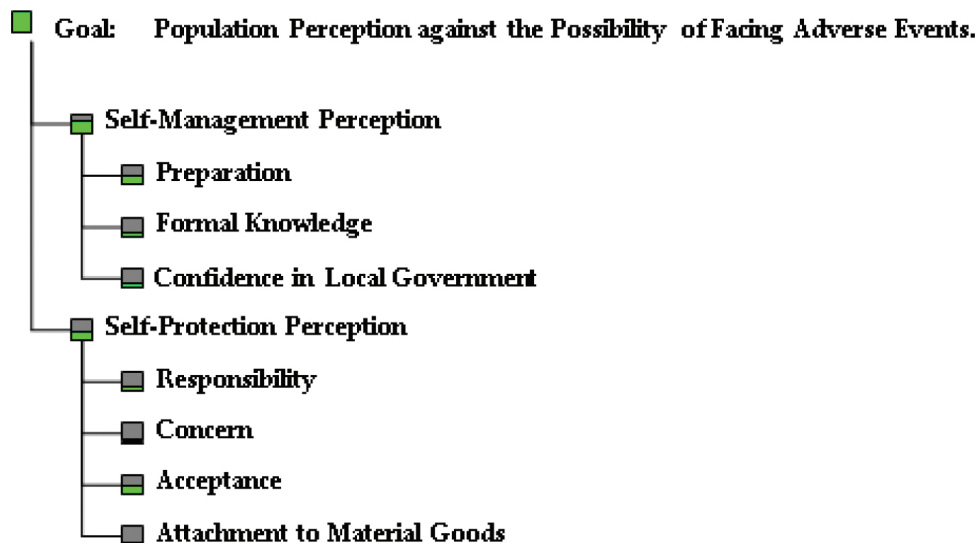 Goal: Population Perception against the Possibility of Facing Adverse Events.
Self-Management Perception
Preparation
Formal Knowledge
Confidence in Local Government
Self-Protection Perception
Responsibility
Concern
Acceptance
Attachment to Material Goods